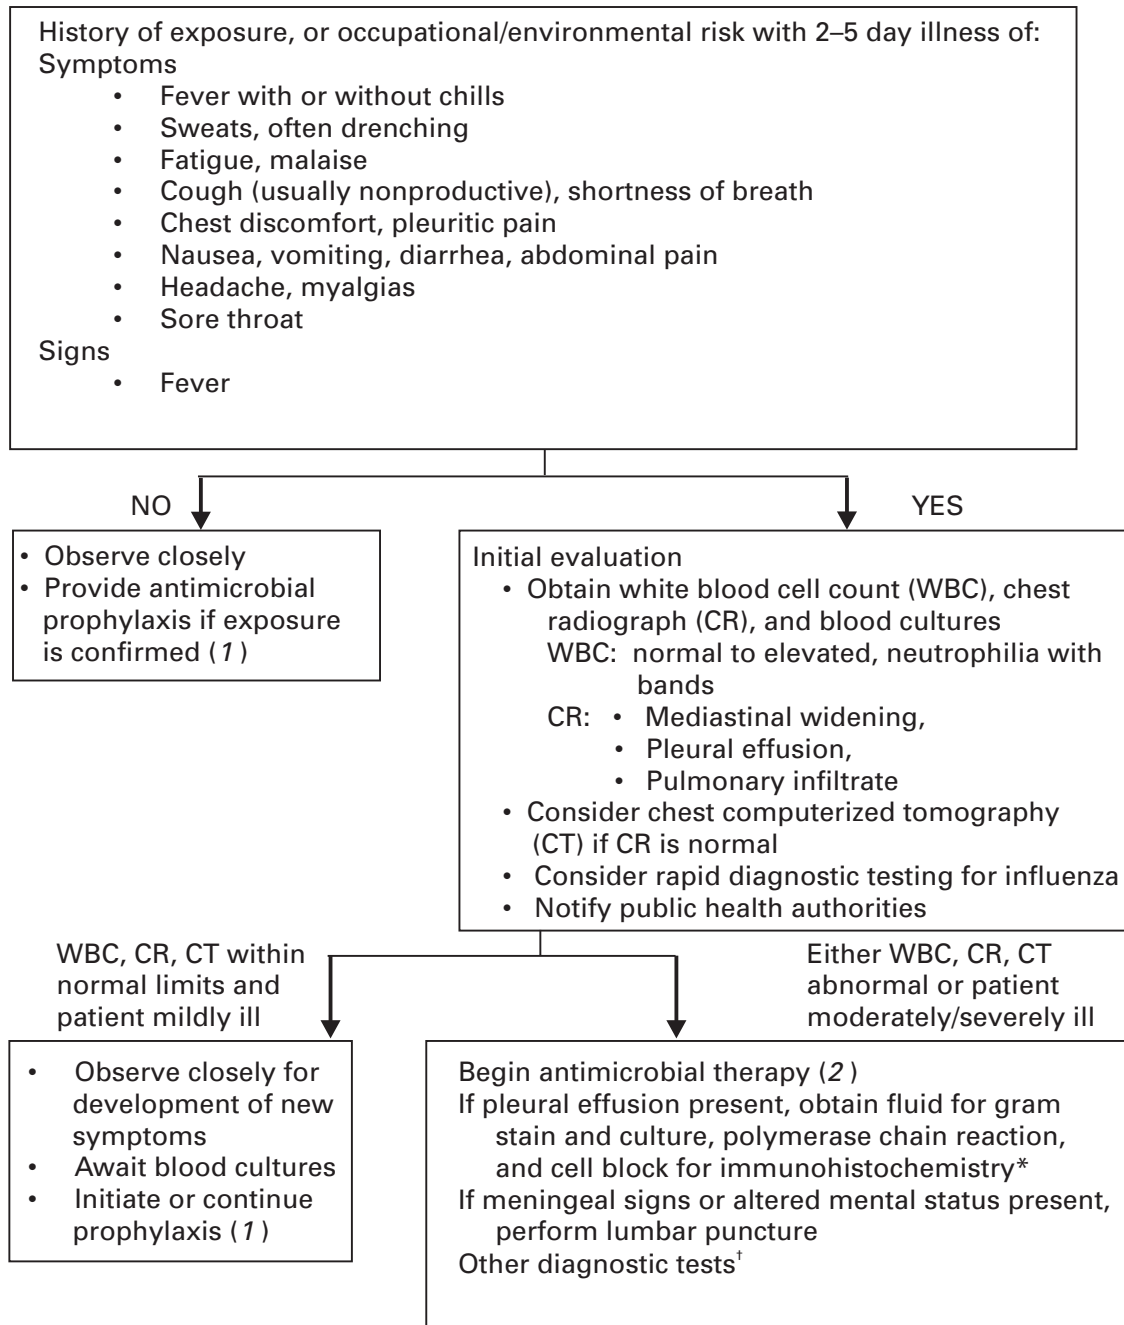 History of exposure, or occupational/environmental risk with 2–5 day illness of:
Symptoms
• Fever with or without chills
• Sweats, often drenching
• Fatigue, malaise
• Cough (usually nonproductive), shortness of breath
• Chest discomfort, pleuritic pain
• Nausea, vomiting, diarrhea, abdominal pain
• Headache, myalgias
• Sore throat
Signs
• Fever
NO
YES
• Observe closely
• Provide antimicrobial
prophylaxis if exposure
is confirmed (1)
Initial evaluation
• Obtain white blood cell count (WBC), chest
radiograph (CR), and blood cultures
WBC: normal to elevated, neutrophilia with
bands
CR: • Mediastinal widening,
• Pleural effusion,
• Pulmonary infiltrate
• Consider chest computerized tomography
(CT) if CR is normal
• Consider rapid diagnostic testing for influenza
• Notify public health authorities
WBC, CR, CT within
normal limits and
patient mildly ill
Either WBC, CR, CT
abnormal or patient
moderately/severely ill
• Observe closely for
development of new
symptoms
• Await blood cultures
• Initiate or continue
prophylaxis (1)
Begin antimicrobial therapy (2)
If pleural effusion present, obtain fluid for gram
stain and culture, polymerase chain reaction,
and cell block for immunohistochemistry*
If meningeal signs or altered mental status present,
perform lumbar puncture
Other diagnostic tests†